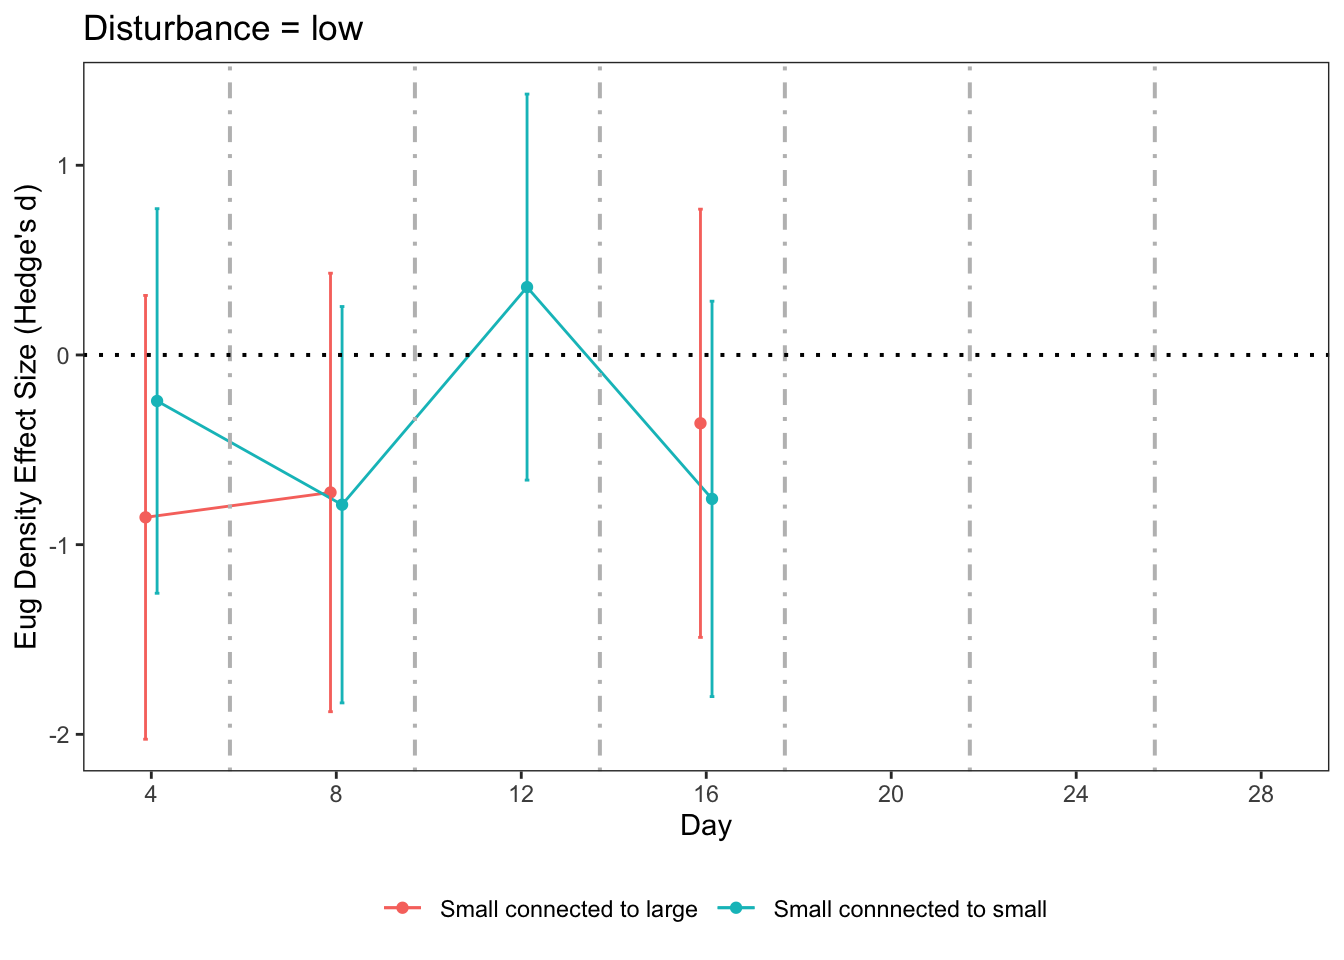 Disturbance = low
Eug Density Effect Size (Hedge's d)
1
0
-1
-2
4 8 12 16 20 24 28
Day
Small connected to large Small connnected to small